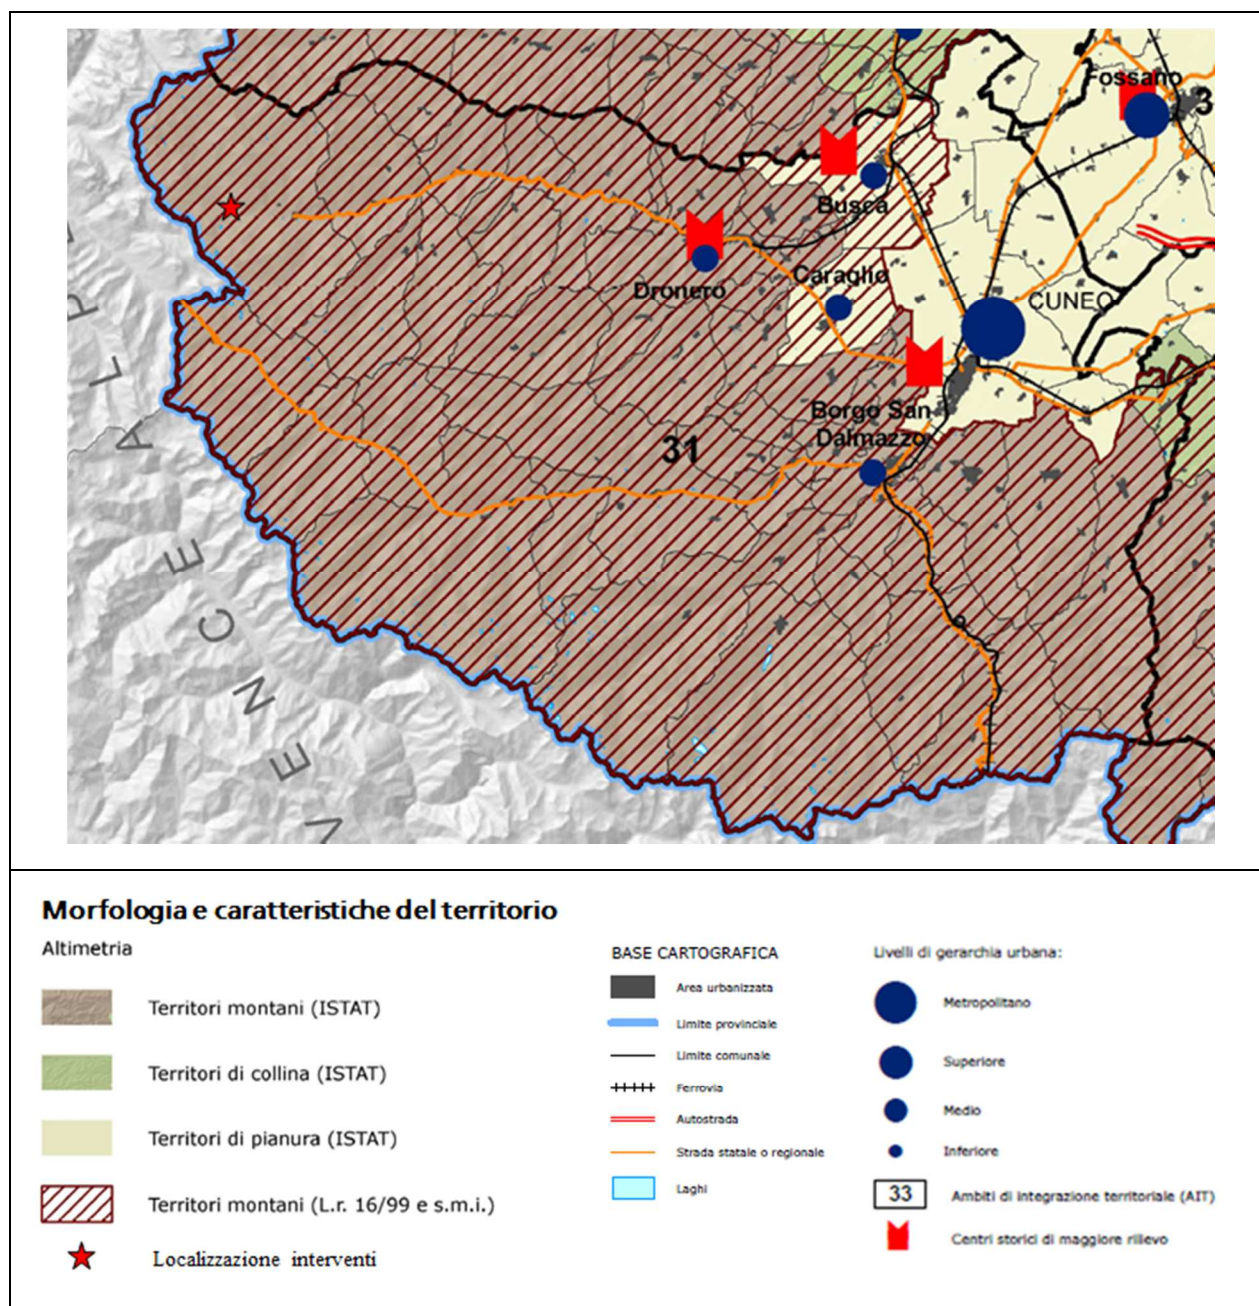 Fossano
3
Busca
Caraglio
Dronero
CUNEO
Borgo San
Dalmazzo
31
A L P
E C N E V
Morfologia e caratteristiche del territorio
Altimetria
Territori montani (ISTAT)
Territori di collina (ISTAT)
Territori di pianura (ISTAT)
Territori montani (L.r. 16/99 e s.m.i.)
Localizzazione interventi
BASE CARTOGRAFICA
Area urbanizzata
Limite provinciale
Limite comunale
Ferrovia
Autostrada
Strada statale o regionale
Laghi
Livelli di gerarchia urbana:
Metropolitano
Superiore
Medio
Inferiore
33
Ambiti di integrazione territoriale (AIT)
Centri storici di maggiore rilievo